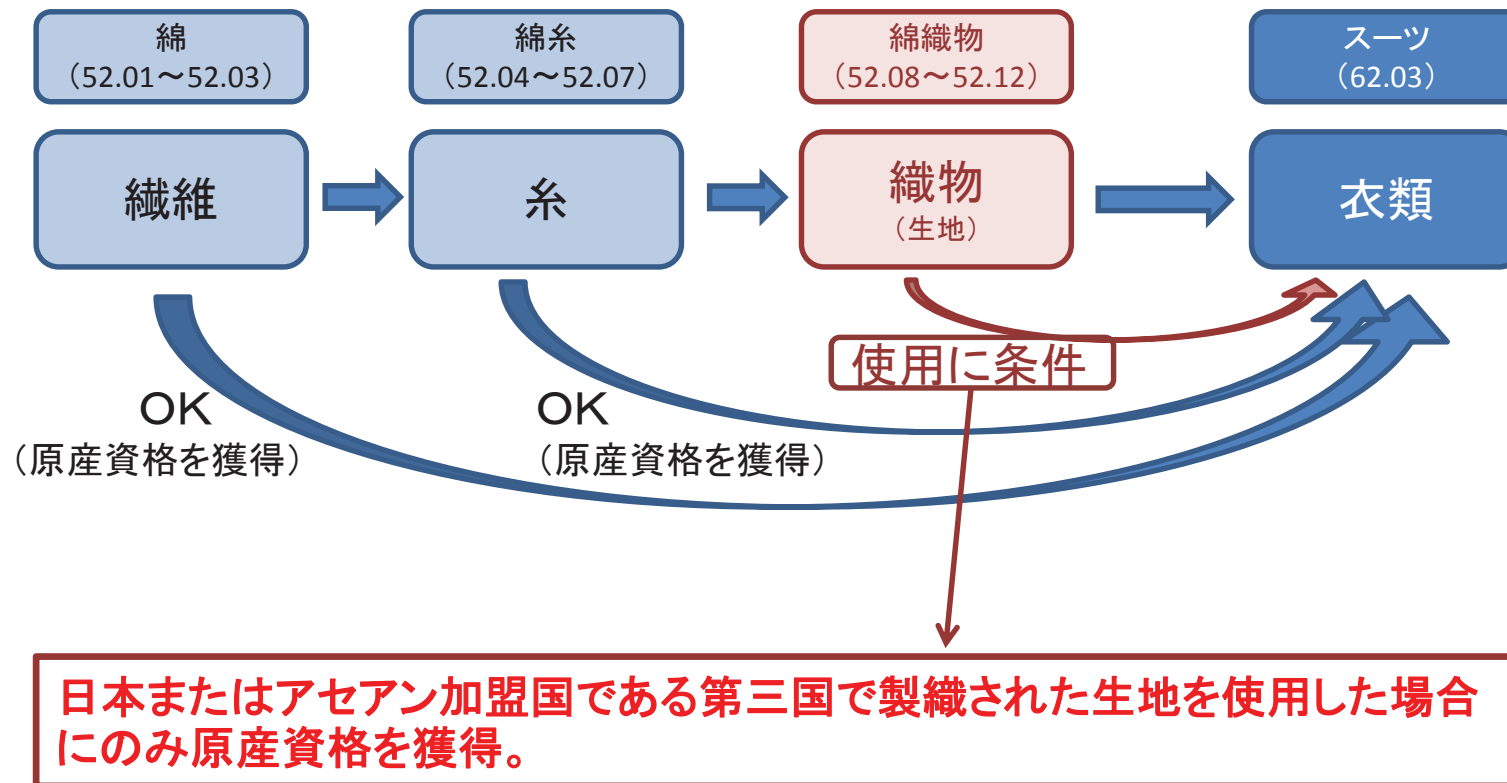 綿
（52.01～52.03）
綿糸
（52.04～52.07）
綿織物
（52.08～52.12）
スーツ
（62.03）
繊維
糸
織物
（生地）
衣類
使用に条件
OK
（原産資格を獲得）
OK
（原産資格を獲得）
日本またはアセアン加盟国である第三国で製織された生地を使用した場合
にのみ原産資格を獲得。